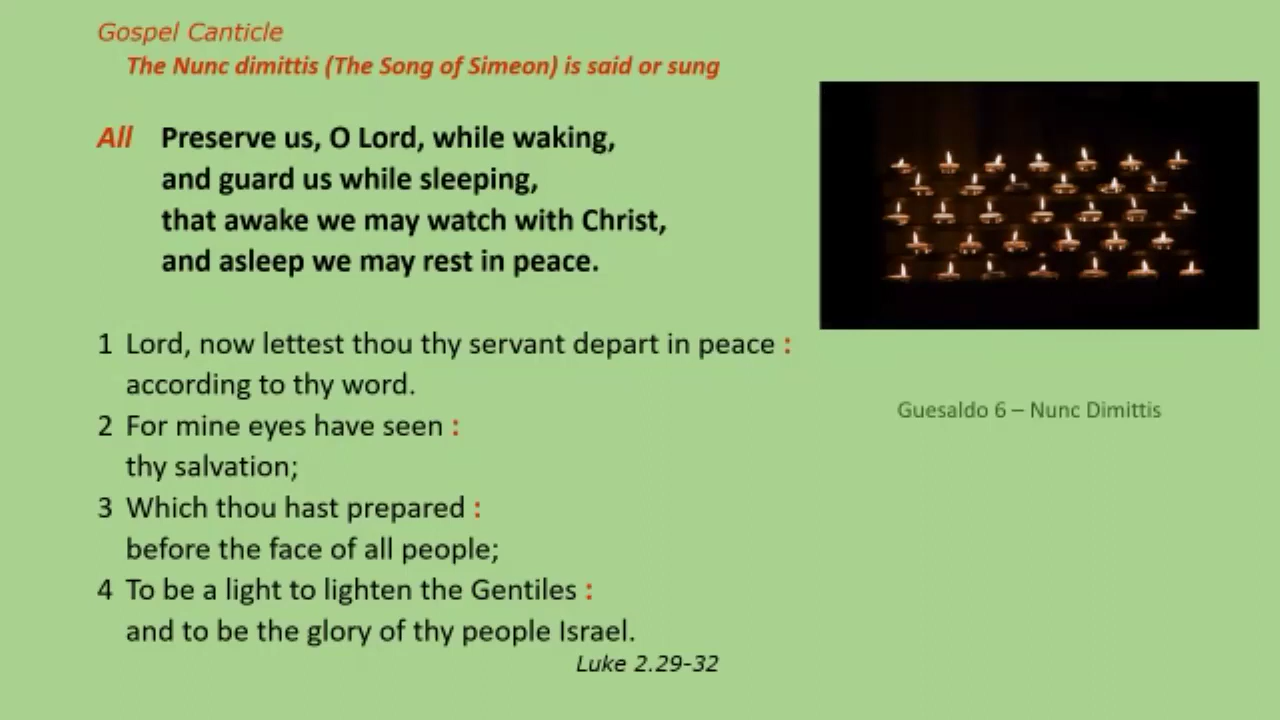 Gospel Canticle
The Nunc dimittis (The Song of Simeon) is said or sung
All Preserve us, O Lord, while waking,
and guard us while sleeping,
that awake we may watch with Christ,
and asleep we may rest in peace.
1 Lord, now lettest thou thy servant depart in peace :
according to thy word.
2 For mine eyes have seen :
thy salvation;
3 Which thou hast prepared :
before the face of all people;
4 To be a light to lighten the Gentiles :
and to be the glory of thy people Israel.
Luke 2.29-32
Guesaldo 6 – Nunc Dimittis